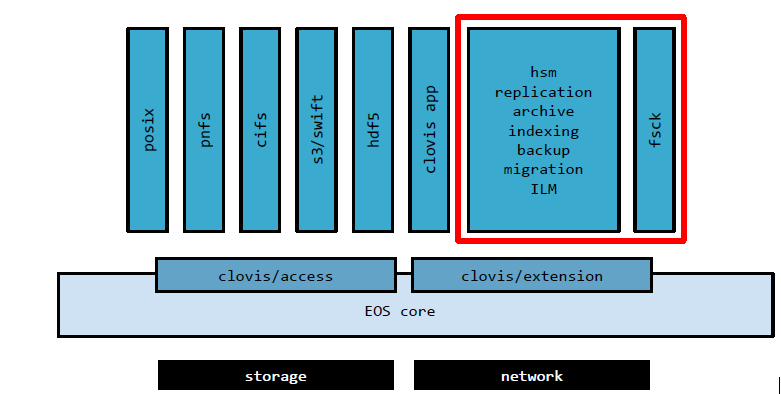 posix
pnfs
cifs
s3/swift
hdf5
clovis app
hsm
replication
archive
indexing
backup
migration
ILM
fsck
clovis/access
clovis/extension
EOS core
storage
network